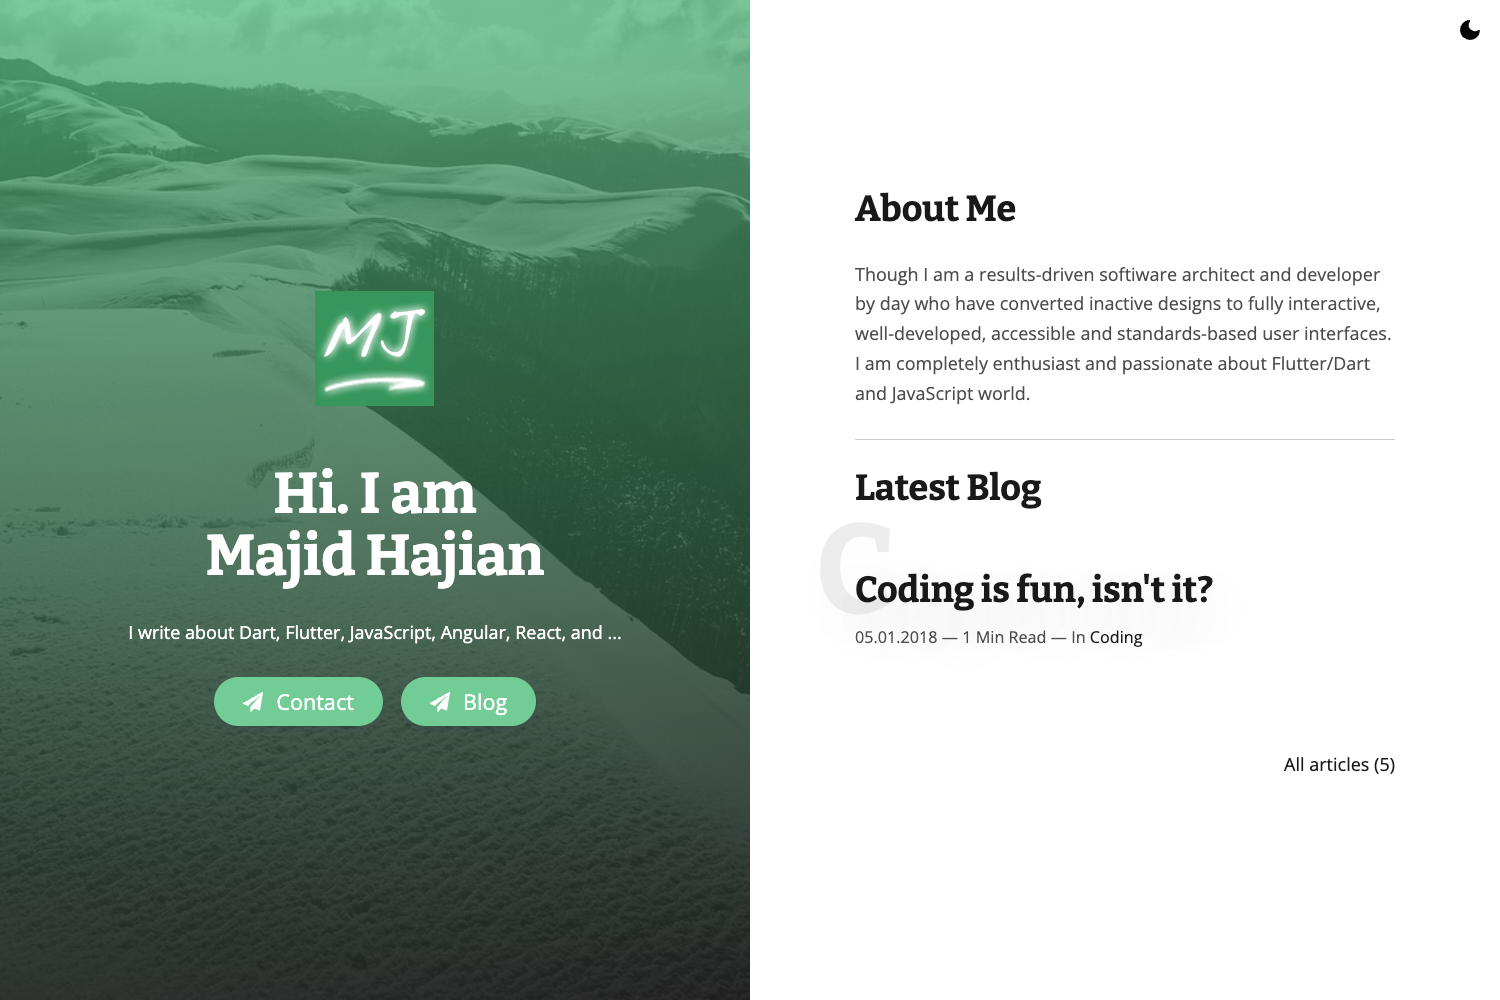 MJ
Hi. I am
Majid Hajian
I write about Dart, Flutter, JavaScript, Angular, React, and ...
Contact
Blog
About Me
Though I am a results-driven softiware architect and developer
by day who have converted inactive designs to fully interactive,
well-developed, accessible and standards-based user interfaces.
I am completely enthusiast and passionate about Flutter/Dart
and JavaScript world.
Latest Blog
C
Coding is fun, isn't it?
05.01.2018 — 1 Min Read — In Coding
All articles (5)